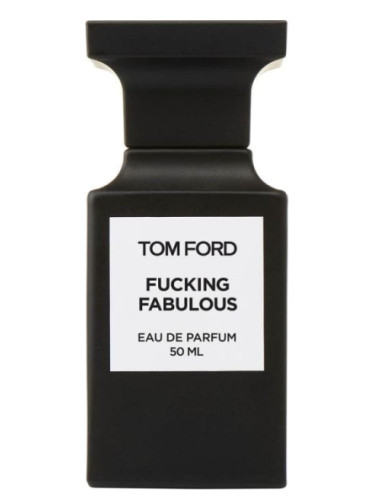 TOM FORD
FUCKING
FABULOUS
EAU DE PARFUM
50 ML